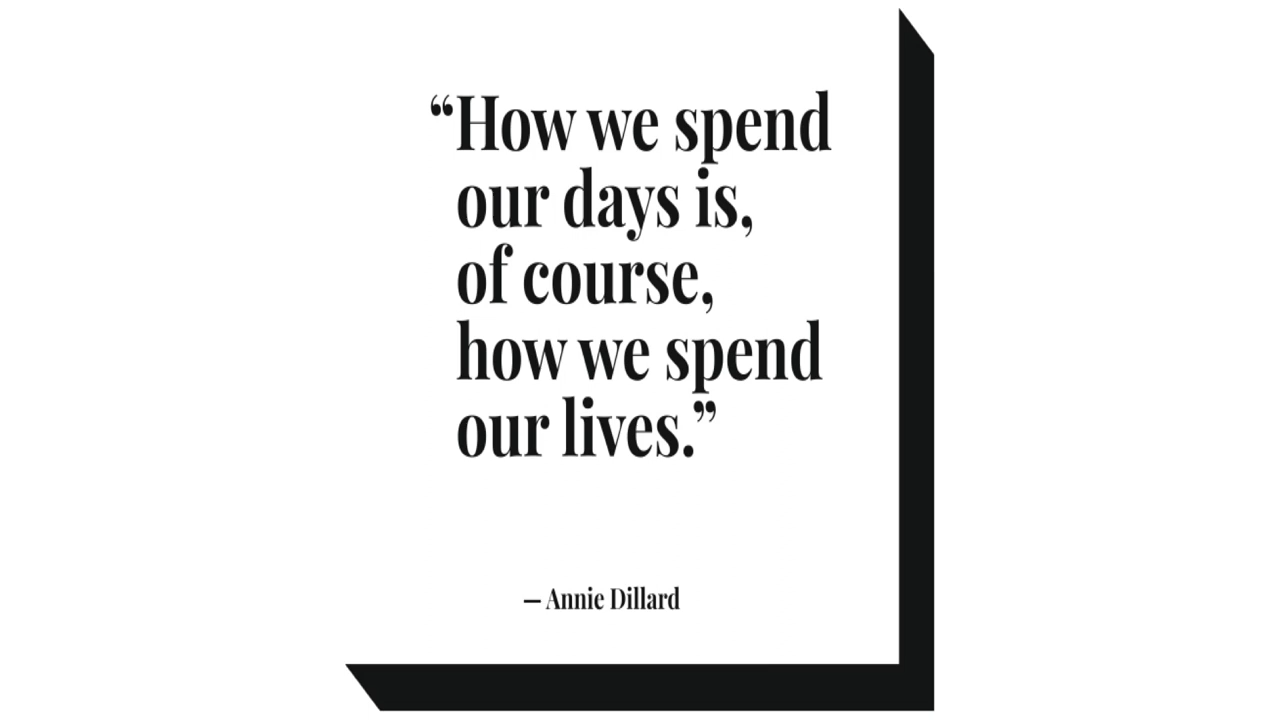 “How we spend
our days is,
of course,
how we spend
our lives.”
— Annie Dillard